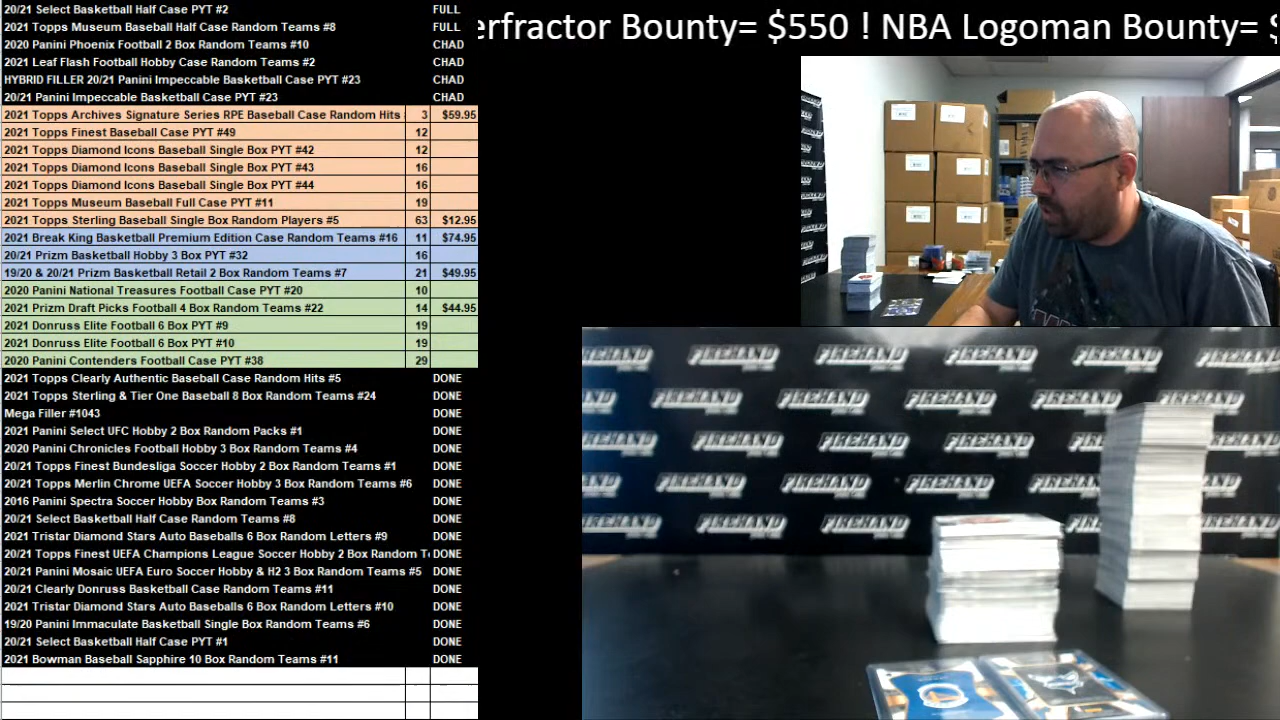 20/21 Select Basketball Half Case PYT #2 FULL
2021 Topps Museum Baseball Half Case Random Teams #8 FULL
2020 Panini Phoenix Football 2 Box Random Teams #10 CHAD
2021 Leaf Flash Football Hobby Case Random Teams #2 CHAD
HYBRID FILLER 20/21 Panini Impeccable Basketball Case PYT #23 CHAD
20/21 Panini Impeccable Basketball Case PYT #23 CHAD
2021 Topps Archives Signature Series RPE Baseball Case Random Hits 3 $59.95
2021 Topps Finest Baseball Case PYT #49 12
2021 Topps Diamond Icons Baseball Single Box PYT #42 12
2021 Topps Diamond Icons Baseball Single Box PYT #43 16
2021 Topps Diamond Icons Baseball Single Box PYT #44 16
2021 Topps Museum Baseball Full Case PYT #11 19
2021 Topps Sterling Baseball Single Box Random Players #5 63 $12.95
2021 Break King Basketball Premium Edition Case Random Teams #16 11 $74.95
20/21 Prizm Basketball Hobby 3 Box PYT #32 16
19/20 & 20/21 Prizm Basketball Retail 2 Box Random Teams #7 21 $49.95
2020 Panini National Treasures Football Case PYT #20 10
2021 Prizm Draft Picks Football 4 Box Random Teams #22 14 $44.95
2021 Donruss Elite Football 6 Box PYT #9 19
2021 Donruss Elite Football 6 Box PYT #10 19
2020 Panini Contenders Football Case PYT #38 29
2021 Topps Clearly Authentic Baseball Case Random Hits #5 DONE
2021 Topps Sterling & Tier One Baseball 8 Box Random Teams #24 DONE
Mega Filler #1043 DONE
2021 Panini Select UFC Hobby 2 Box Random Packs #1 DONE
2020 Panini Chronicles Football Hobby 3 Box Random Teams #4 DONE
20/21 Topps Finest Bundesliga Soccer Hobby 2 Box Random Teams #1 DONE
20/21 Topps Merlin Chrome UEFA Soccer Hobby 3 Box Random Teams #6 DONE
2016 Panini Spectra Soccer Hobby Box Random Teams #3 DONE
20/21 Select Basketball Half Case Random Teams #8 DONE
2021 Tristar Diamond Stars Auto Baseballs 6 Box Random Letters #9 DONE
20/21 Topps Finest UEFA Champions League Soccer Hobby 2 Box Random T DONE
20/21 Panini Mosaic UEFA Euro Soccer Hobby & H2 3 Box Random Teams #5 DONE
20/21 Clearly Donruss Basketball Case Random Teams #11 DONE
2021 Tristar Diamond Stars Auto Baseballs 6 Box Random Letters #10 DONE
19/20 Panini Immaculate Basketball Single Box Random Teams #6 DONE
20/21 Select Basketball Half Case PYT #1 DONE
2021 Bowman Baseball Sapphire 10 Box Random Teams #11 DONE
erfractor Bounty= $550 ! NBA Logoman Bounty= $
FIREHAND FIREHAND FIREHAND FIREHAND FIREHAND FIREHAND
FIREHAND FIREHAND FIREHAND FIREHAND
FIREHAND FIREHAND FIREHAND FIREHAND
FIREHAND FIREHAND FIREHAND FIREHAND
FIREHAND FIREHAND FIREHAND